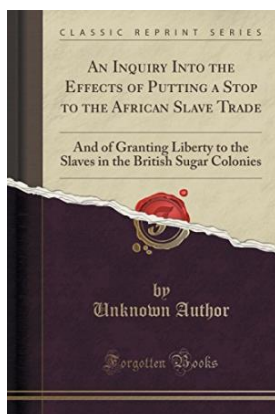 CLASSIC REPRINT SERIES
AN INQUIRY INTO THE
EFFECTS OF PUTTING A STOP
TO THE AFRICAN SLAVE TRADE
AND OF GRANTING LIBERTY TO THE
SLAVES IN THE BRITISH SUGAR COLONIES
by
Unknown Author
Forgotten Books